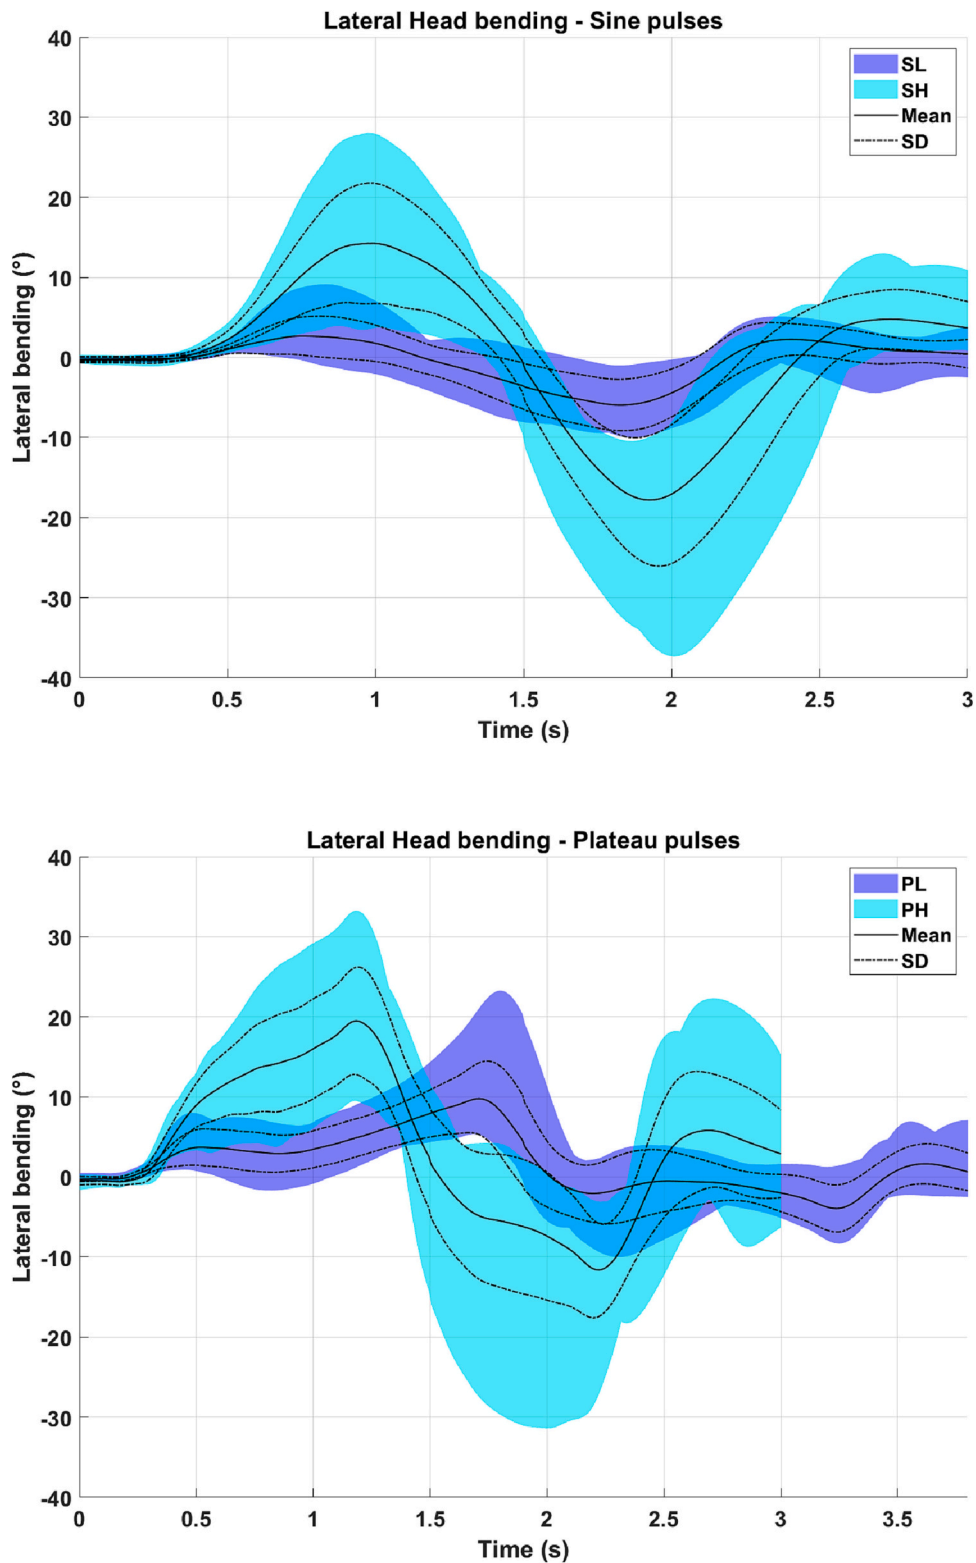 Lateral Head bending - Sine pulses
40
30
20
10
0
-10
-20
-30
-40
Lateral bending (°)
SL
SH
Mean
SD
0 0.5 1 1.5 2 2.5 3
Time (s)
Lateral Head bending - Plateau pulses
40
30
20
10
0
-10
-20
-30
-40
Lateral bending (°)
PL
PH
Mean
SD
0 0.5 1 1.5 2 2.5 3 3.5
Time (s)